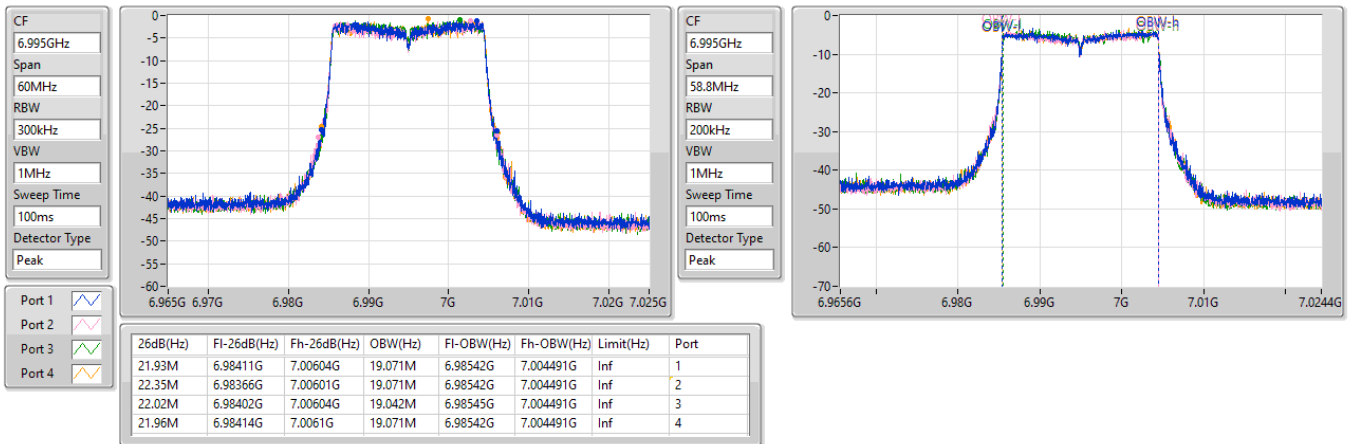 CF
6.995GHz
Span
60MHz
RBW
300kHz
VBW
1MHz
Sweep Time
100ms
Detector Type
Peak
0-
-5-
-10-
-15-
-20-
-25-
-30-
-35-
-40-
-45-
-50-
-55-
-60-
6.965G 6.97G 6.98G 6.99G 7G 7.01G 7.02G 7.025G
CF
6.995GHz
Span
58.8MHz
RBW
200kHz
VBW
1MHz
Sweep Time
100ms
Detector Type
Peak
0-
-10-
-20-
-30-
-40-
-50-
-60-
-70-
OBW-l OBW-h
6.9656G 6.98G 6.99G 7G 7.01G 7.0244G
Port 1
Port 2
Port 3
Port 4
26dB(Hz) Fl-26dB(Hz) Fh-26dB(Hz) OBW(Hz) Fl-OBW(Hz) Fh-OBW(Hz) Limit(Hz) Port
21.93M 6.98411G 7.00604G 19.071M 6.98542G 7.004491G Inf 1
22.35M 6.98366G 7.00601G 19.071M 6.98542G 7.004491G Inf 2
22.02M 6.98402G 7.00604G 19.042M 6.98545G 7.004491G Inf 3
21.96M 6.98414G 7.0061G 19.071M 6.98542G 7.004491G Inf 4